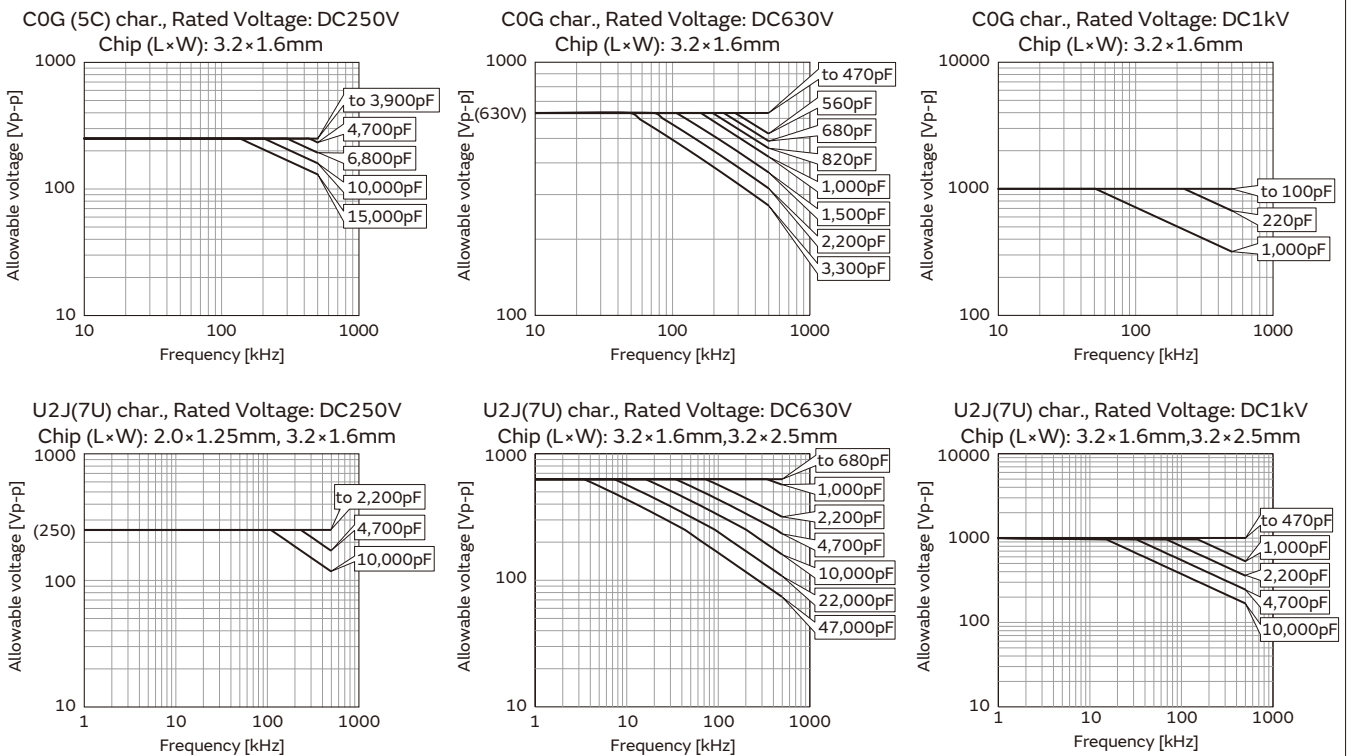 C0G (5C) char., Rated Voltage: DC250V
Chip (L×W): 3.2×1.6mm
Allowable voltage [Vp-p]
1000
100
10
to 3,900pF
4,700pF
6,800pF
10,000pF
15,000pF
10
100
1000
Frequency [kHz]
C0G char., Rated Voltage: DC630V
Chip (L×W): 3.2×1.6mm
Allowable voltage [Vp-p]
1000
(630V)
100
to 470pF
560pF
680pF
820pF
1,000pF
1,500pF
2,200pF
3,300pF
10
100
1000
Frequency [kHz]
C0G char., Rated Voltage: DC1kV
Chip (L×W): 3.2×1.6mm
Allowable voltage [Vp-p]
10000
1000
100
to 100pF
220pF
1,000pF
10
100
1000
Frequency [kHz]
U2J(7U) char., Rated Voltage: DC250V
Chip (L×W): 2.0×1.25mm, 3.2×1.6mm
Allowable voltage [Vp-p]
1000
(250)
100
10
to 2,200pF
4,700pF
10,000pF
1
10
100
1000
Frequency [kHz]
U2J(7U) char., Rated Voltage: DC630V
Chip (L×W): 3.2×1.6mm,3.2×2.5mm
Allowable voltage [Vp-p]
1000
100
10
to 680pF
1,000pF
2,200pF
4,700pF
10,000pF
22,000pF
47,000pF
1
10
100
1000
Frequency [kHz]
U2J(7U) char., Rated Voltage: DC1kV
Chip (L×W): 3.2×1.6mm,3.2×2.5mm
Allowable voltage [Vp-p]
10000
1000
100
10
to 470pF
1,000pF
2,200pF
4,700pF
10,000pF
1
10
100
1000
Frequency [kHz]